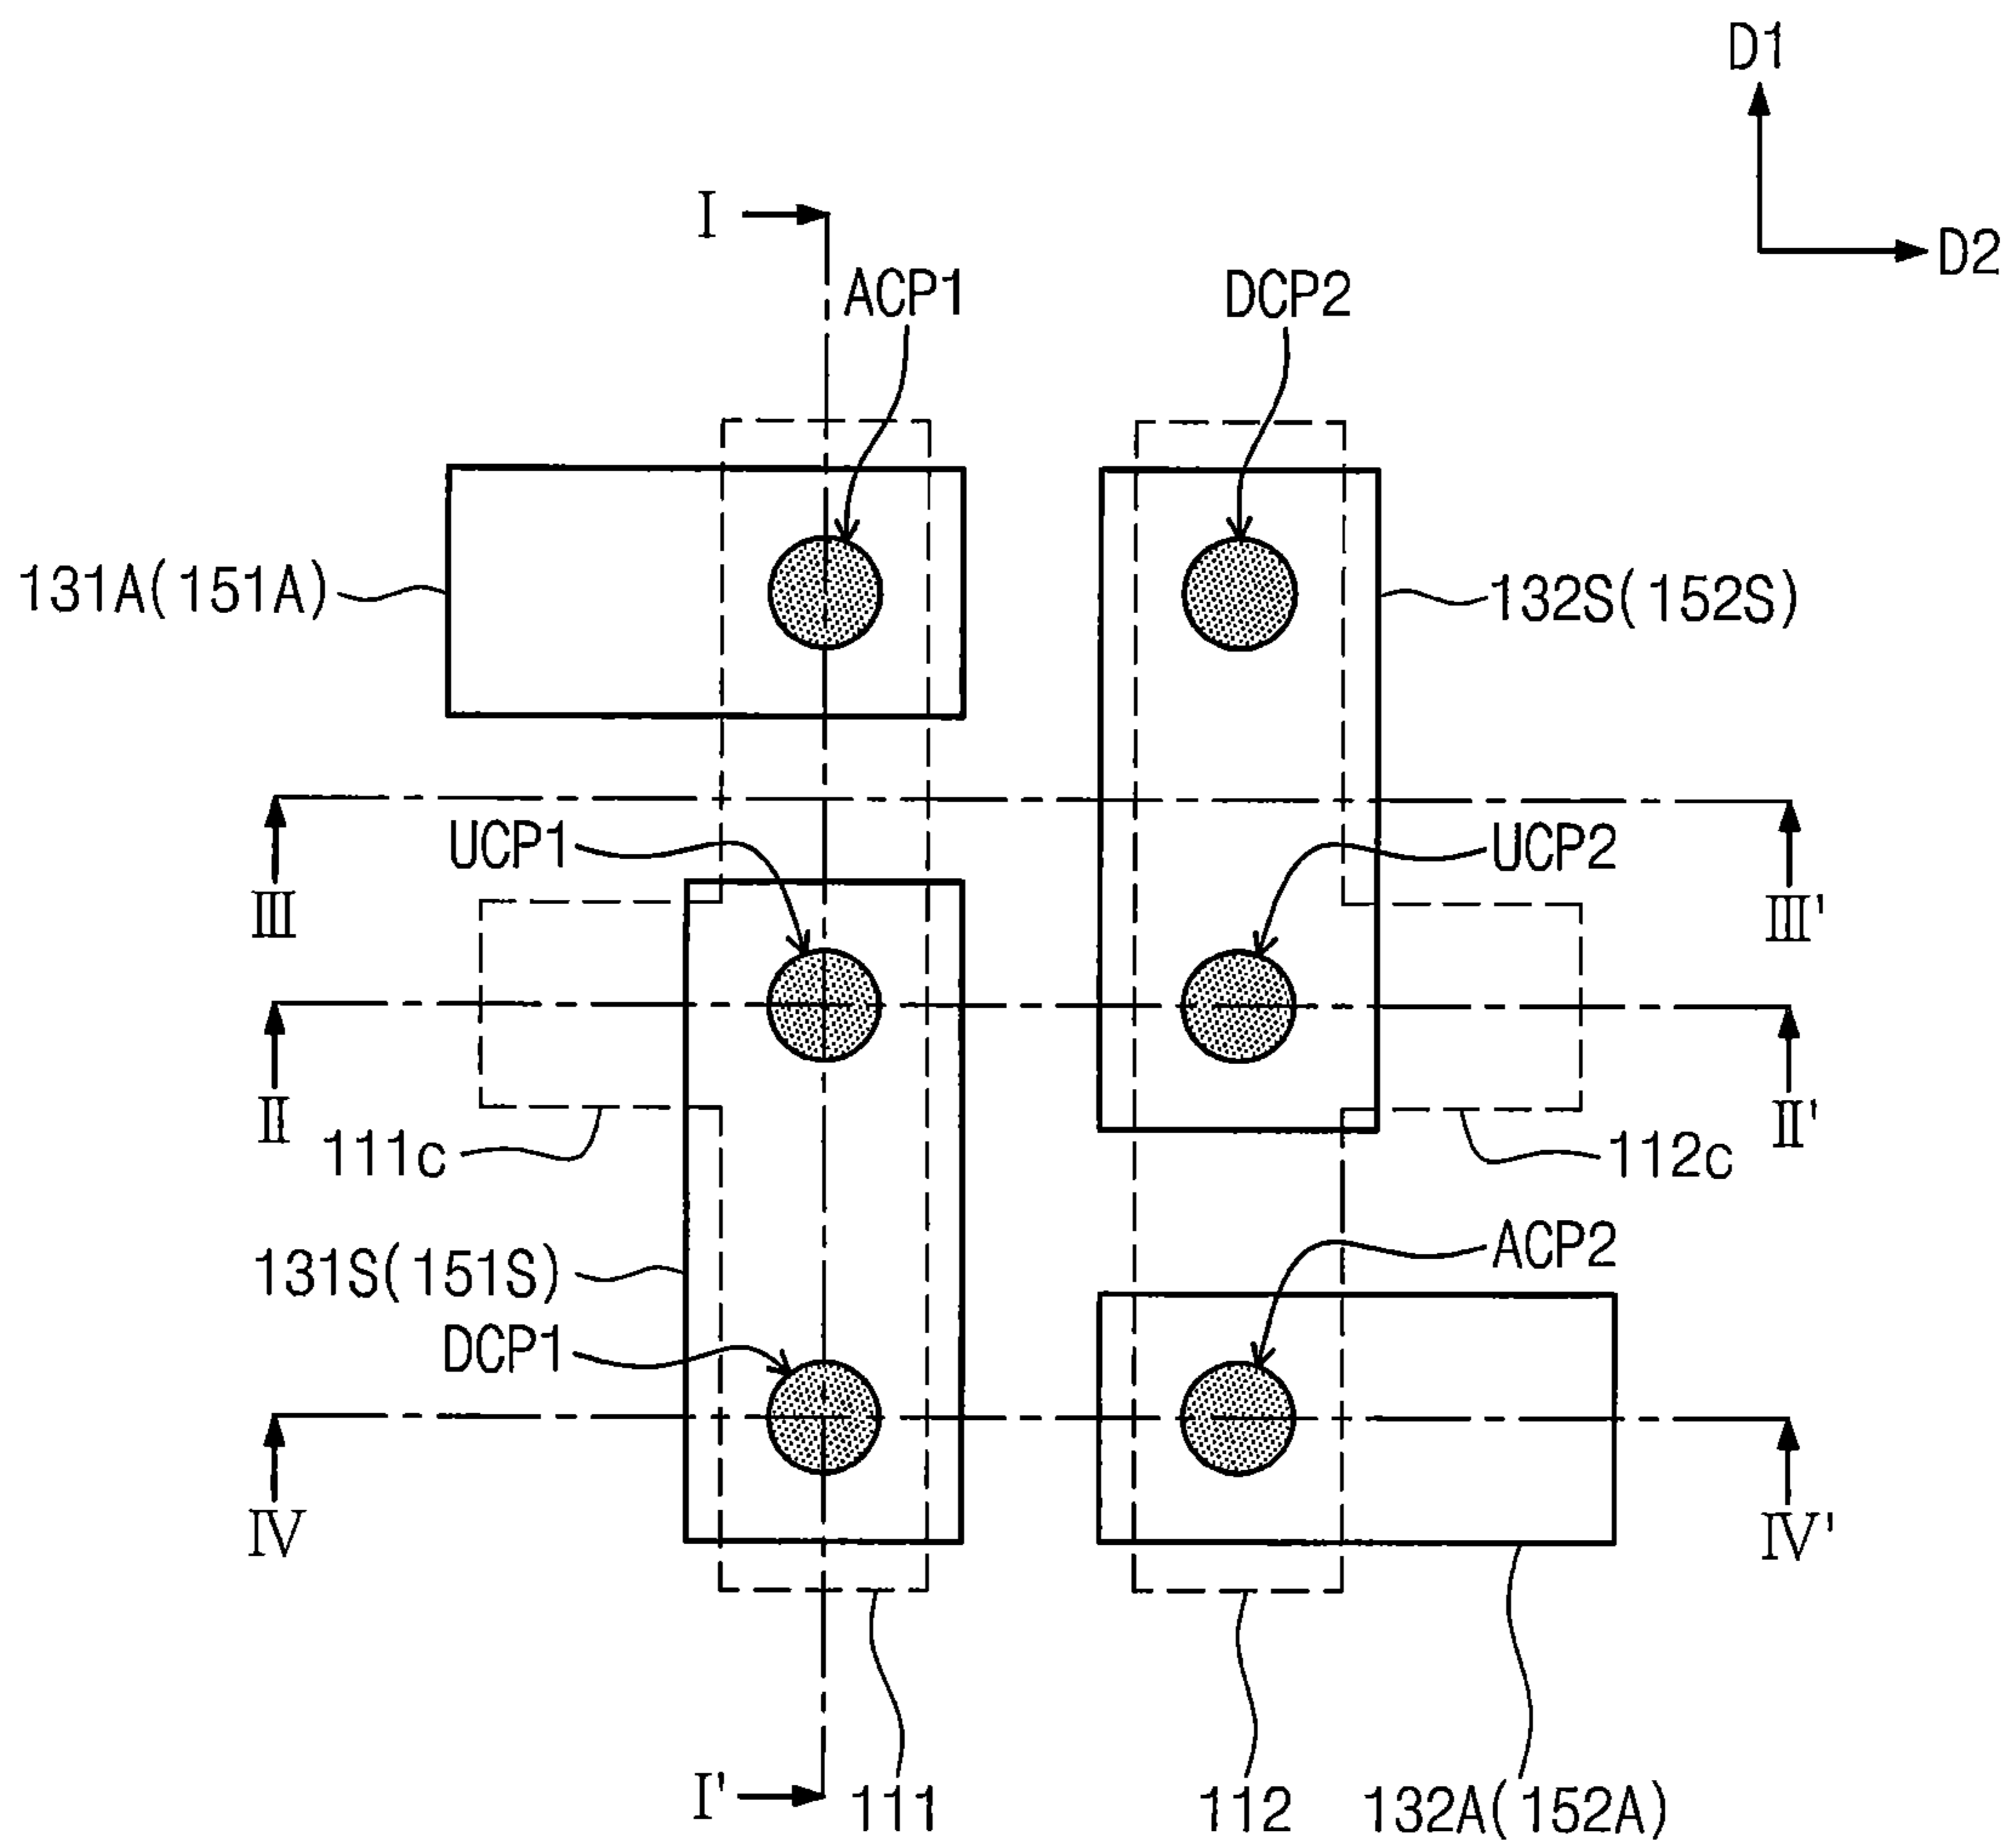 D1
D2
I
ACP1
DCP2
131A(151A)
132S(152S)
UCP1
UCP2
III
III'
II
II'
111c
112c
131S(151S)
ACP2
DCP1
IV
IV'
I'
111
112
132A(152A)